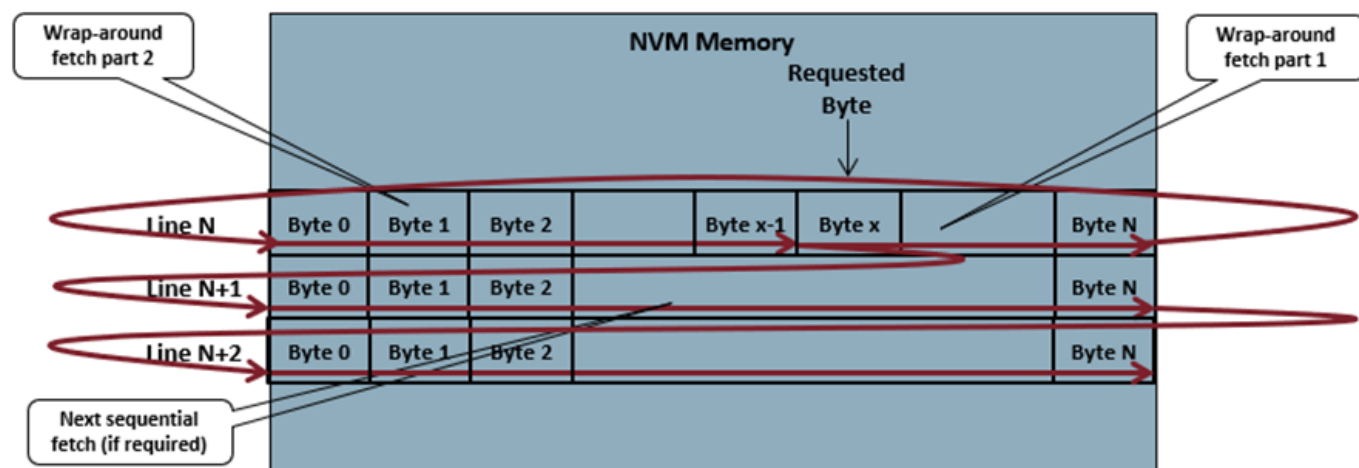 Wrap-around
fetch part 2
NVM Memory
Wrap-around
fetch part 1
Requested
Byte
Line N Byte 0 Byte 1 Byte 2 Byte x-1 Byte x Byte N
Line N+1 Byte 0 Byte 1 Byte 2 Byte N
Line N+2 Byte 0 Byte 1 Byte 2 Byte N
Next sequential
fetch (if required)